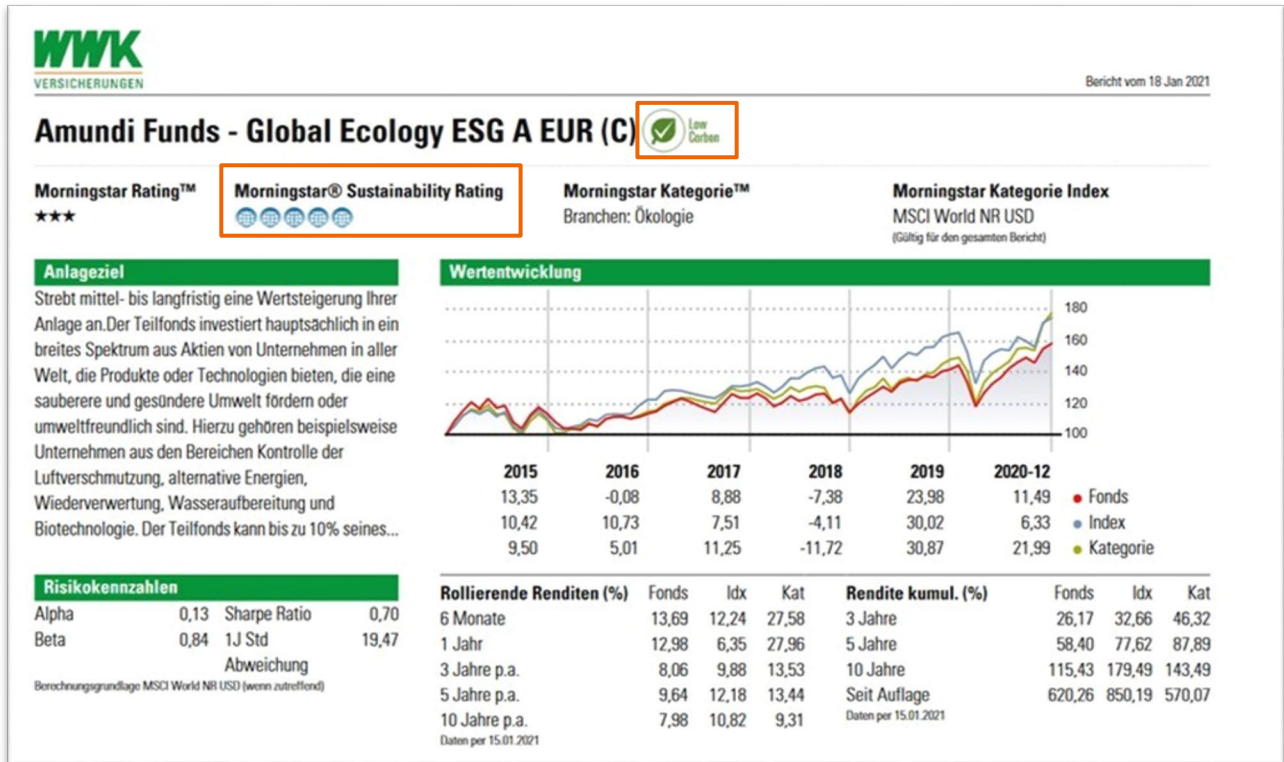 WWK
VERSICHERUNGEN
Bericht vom 18 Jan 2021
Amundi Funds - Global Ecology ESG A EUR (C) Low Carbon
Morningstar Rating™ Morningstar® Sustainability Rating Morningstar Kategorie™ Morningstar Kategorie Index
★★★ Branchen: Ökologie MSCI World NR USD
(Gültig für den gesamten Bericht)
Anlageziel
Strebt mittel- bis langfristig eine Wertsteigerung Ihrer
Anlage an.Der Teilfonds investiert hauptsächlich in ein
breites Spektrum aus Aktien von Unternehmen in aller
Welt, die Produkte oder Technologien bieten, die eine
sauberere und gesündere Umwelt fördern oder
umweltfreundlich sind. Hierzu gehören beispielsweise
Unternehmen aus den Bereichen Kontrolle der
Luftverschmutzung, alternative Energien,
Wiederverwertung, Wasseraufbereitung und
Biotechnologie. Der Teilfonds kann bis zu 10% seines...
Wertentwicklung
180
160
140
120
100
2015 2016 2017 2018 2019 2020-12
13,35 -0,08 8,88 -7,38 23,98 11,49 Fonds
10,42 10,73 7,51 -4,11 30,02 6,33 Index
9,50 5,01 11,25 -11,72 30,87 21,99 Kategorie
Risikokennzahlen
Alpha 0,13 Sharpe Ratio 0,70
Beta 0,84 1J Std 19,47
Abweichung
Berechnungsgrundlage MSCI World NR USD (wenn zutreffend)
Rollierende Renditen (%) Fonds Idx Kat
6 Monate 13,69 12,24 27,58
1 Jahr 12,98 6,35 27,96
3 Jahre p.a. 8,06 9,88 13,53
5 Jahre p.a. 9,64 12,18 13,44
10 Jahre p.a. 7,98 10,82 9,31
Daten per 15.01.2021
Rendite kumul. (%) Fonds Idx Kat
3 Jahre 26,17 32,66 46,32
5 Jahre 58,40 77,62 87,89
10 Jahre 115,43 179,49 143,49
Seit Auflage 620,26 850,19 570,07
Daten per 15.01.2021